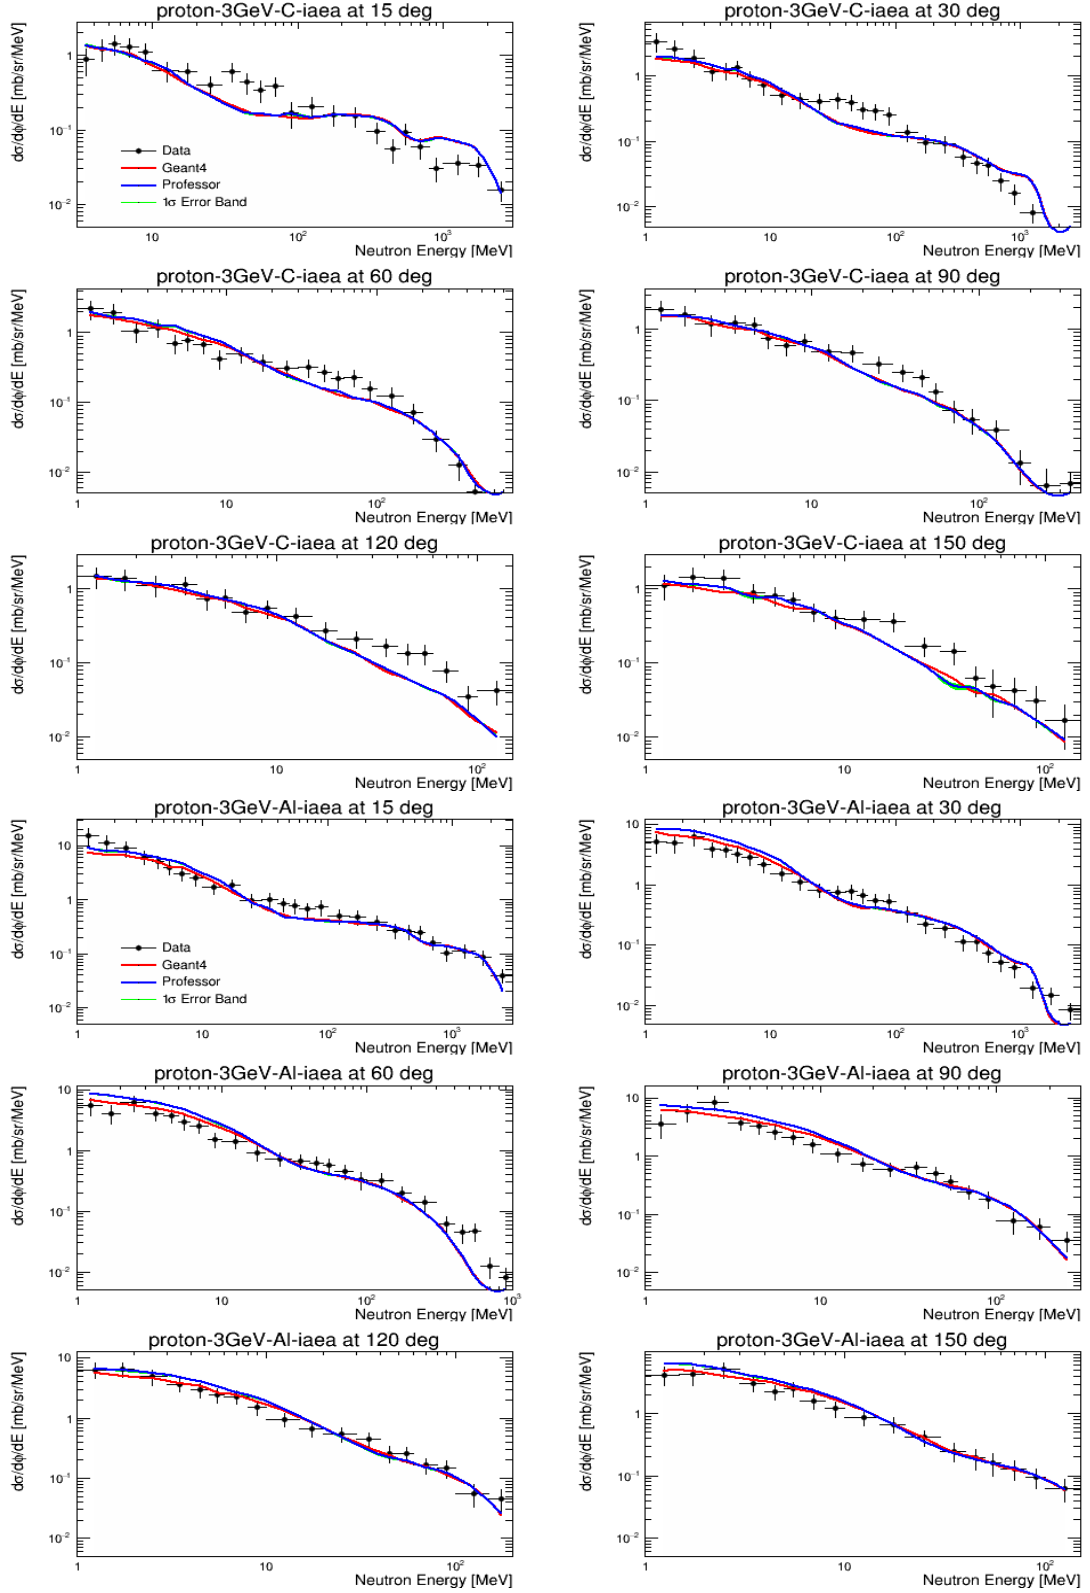 proton-3GeV-C-iaea at 15 deg
dσ/dϕ/dE [mb/sr/MeV]
1
10⁻¹
10⁻²
Data
Geant4
Professor
1σ Error Band
10
10²
10³
Neutron Energy [MeV]
proton-3GeV-C-iaea at 30 deg
dσ/dϕ/dE [mb/sr/MeV]
1
10⁻¹
10⁻²
1
10
10²
10³
Neutron Energy [MeV]
proton-3GeV-C-iaea at 60 deg
dσ/dϕ/dE [mb/sr/MeV]
1
10⁻¹
10⁻²
1
10
10²
Neutron Energy [MeV]
proton-3GeV-C-iaea at 90 deg
dσ/dϕ/dE [mb/sr/MeV]
1
10⁻¹
10⁻²
1
10
10²
Neutron Energy [MeV]
proton-3GeV-C-iaea at 120 deg
dσ/dϕ/dE [mb/sr/MeV]
1
10⁻¹
10⁻²
1
10
10²
Neutron Energy [MeV]
proton-3GeV-C-iaea at 150 deg
dσ/dϕ/dE [mb/sr/MeV]
1
10⁻¹
10⁻²
1
10
10²
Neutron Energy [MeV]
proton-3GeV-Al-iaea at 15 deg
dσ/dϕ/dE [mb/sr/MeV]
10
1
10⁻¹
10⁻²
Data
Geant4
Professor
1σ Error Band
1
10
10²
10³
Neutron Energy [MeV]
proton-3GeV-Al-iaea at 30 deg
dσ/dϕ/dE [mb/sr/MeV]
10
1
10⁻¹
10⁻²
1
10
10²
10³
Neutron Energy [MeV]
proton-3GeV-Al-iaea at 60 deg
dσ/dϕ/dE [mb/sr/MeV]
10
1
10⁻¹
10⁻²
1
10
10²
10³
Neutron Energy [MeV]
proton-3GeV-Al-iaea at 90 deg
dσ/dϕ/dE [mb/sr/MeV]
10
1
10⁻¹
10⁻²
1
10
10²
Neutron Energy [MeV]
proton-3GeV-Al-iaea at 120 deg
dσ/dϕ/dE [mb/sr/MeV]
10
1
10⁻¹
10⁻²
1
10
10²
Neutron Energy [MeV]
proton-3GeV-Al-iaea at 150 deg
dσ/dϕ/dE [mb/sr/MeV]
10
1
10⁻¹
10⁻²
1
10
10²
Neutron Energy [MeV]